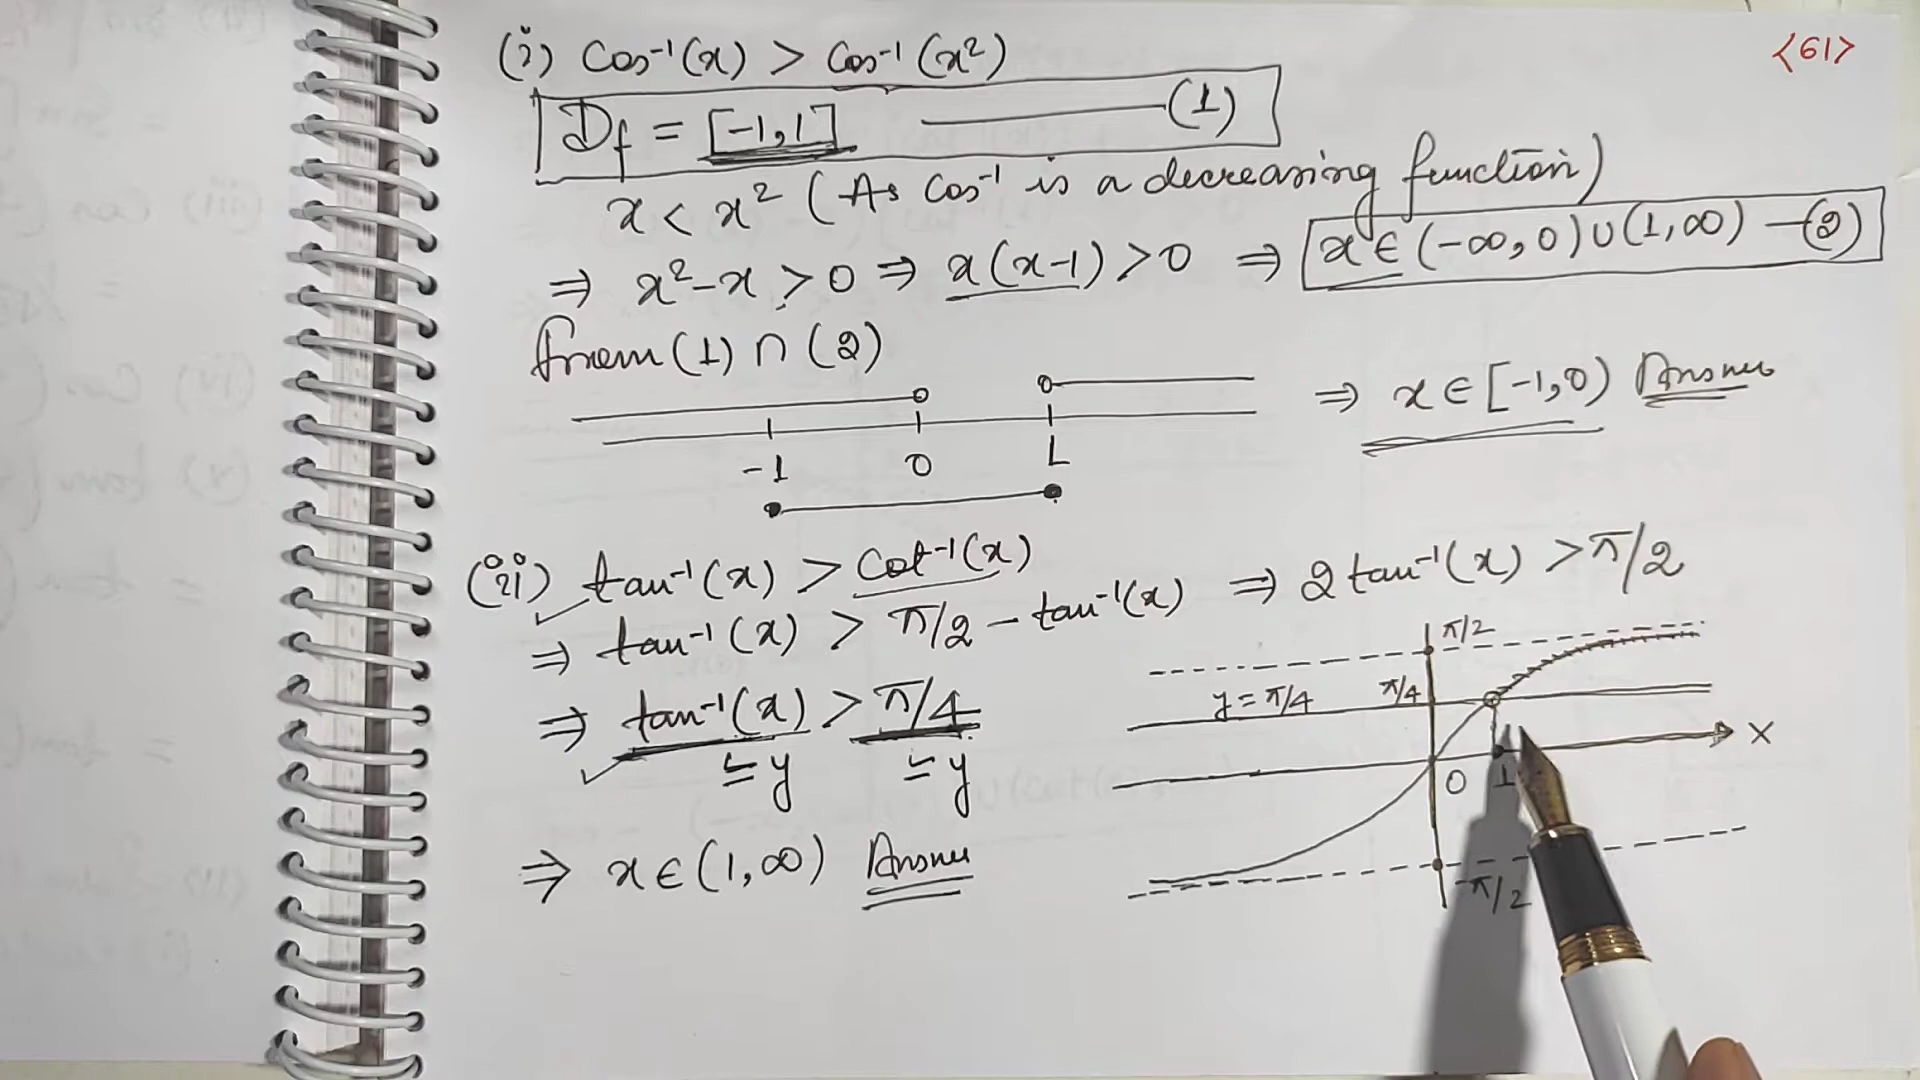 <61>
(i) Cos⁻¹(x) > Cos⁻¹(x²)
D_f = [-1,1] ——— (1)
x < x² (As Cos⁻¹ is a decreasing function)
⇒ x²-x > 0 ⇒ x(x-1) > 0 ⇒ x ∈ (-∞,0)∪(1,∞) —(2)
from (1) ∩ (2)
-1 0 1
⇒ x ∈ [-1,0) Answer
(ii) tan⁻¹(x) > Cot⁻¹(x)
⇒ tan⁻¹(x) > π/2 - tan⁻¹(x) ⇒ 2tan⁻¹(x) > π/2
⇒ tan⁻¹(x) > π/4
= y = y
⇒ x ∈ (1,∞) Answer
π/2
y = π/4 π/4
X
0 1
-π/2